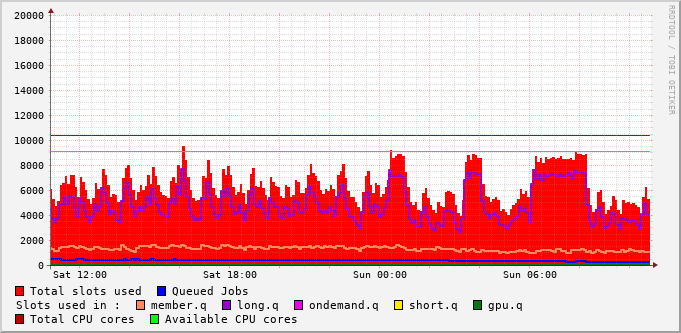 20000
18000
16000
14000
12000
10000
8000
6000
4000
2000
0
Sat 12:00 Sat 18:00 Sun 00:00 Sun 06:00
RRDTOOL / TOBI OETIKER
Total slots used Queued Jobs
Slots used in : member.q long.q ondemand.q short.q gpu.q
Total CPU cores Available CPU cores